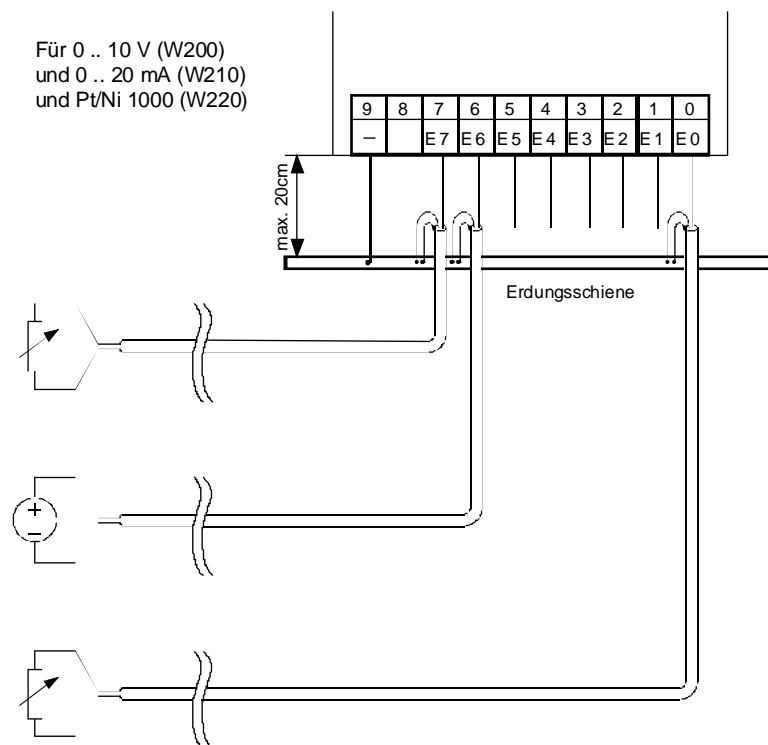 Für 0 .. 10 V (W200)
und 0 .. 20 mA (W210)
und Pt/Ni 1000 (W220)
9 8 7 6 5 4 3 2 1 0
– E7 E6 E5 E4 E3 E2 E1 E0
max. 20cm
Erdungsschiene
+
–